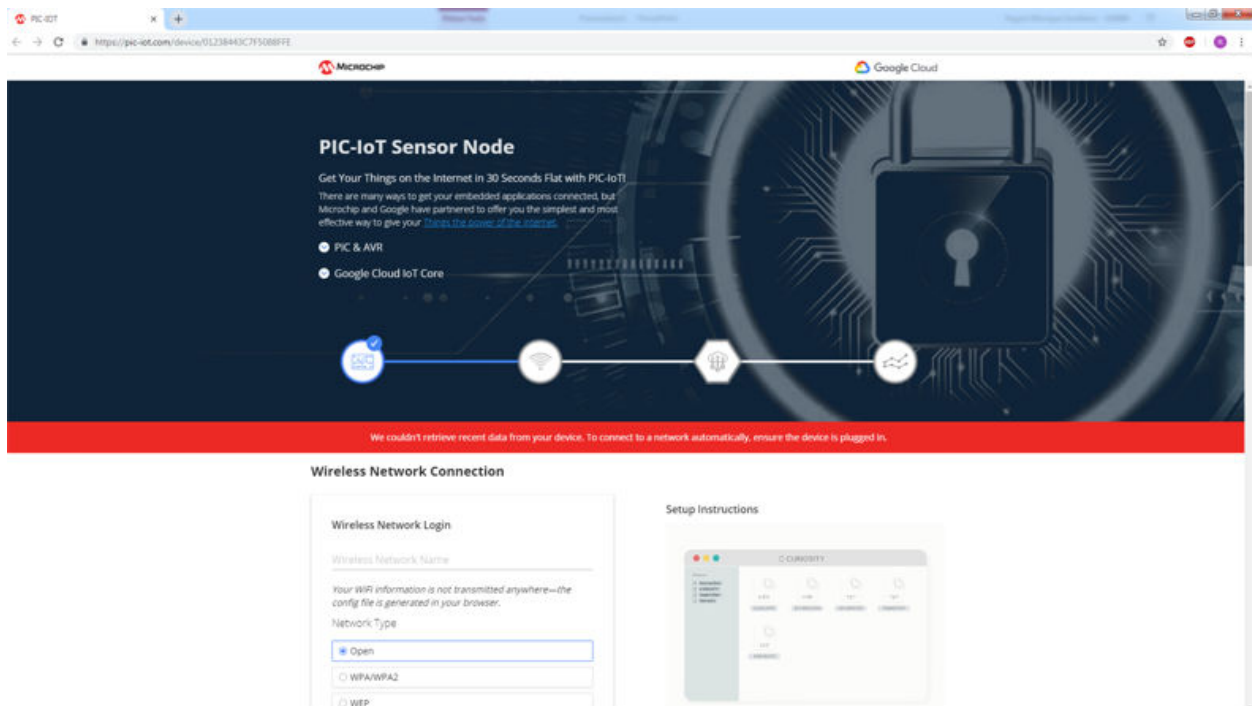 PIC-IOT
https://pic-iot.com/device/01238443C7F5088FFE
MICROCHIP
Google Cloud
PIC-IoT Sensor Node
Get Your Things on the Internet in 30 Seconds Flat with PIC-IoT!
There are many ways to get your embedded applications connected, but
Microchip and Google have partnered to offer you the simplest and most
effective way to give your Things the power of the internet.
PIC & AVR
Google Cloud IoT Core
We couldn't retrieve recent data from your device. To connect to a network automatically, ensure the device is plugged in.
Wireless Network Connection
Wireless Network Login
Wireless Network Name
Your WiFi information is not transmitted anywhere—the
config file is generated in your browser.
Network Type
Open
WPA/WPA2
WEP
Setup Instructions
CURIOSITY